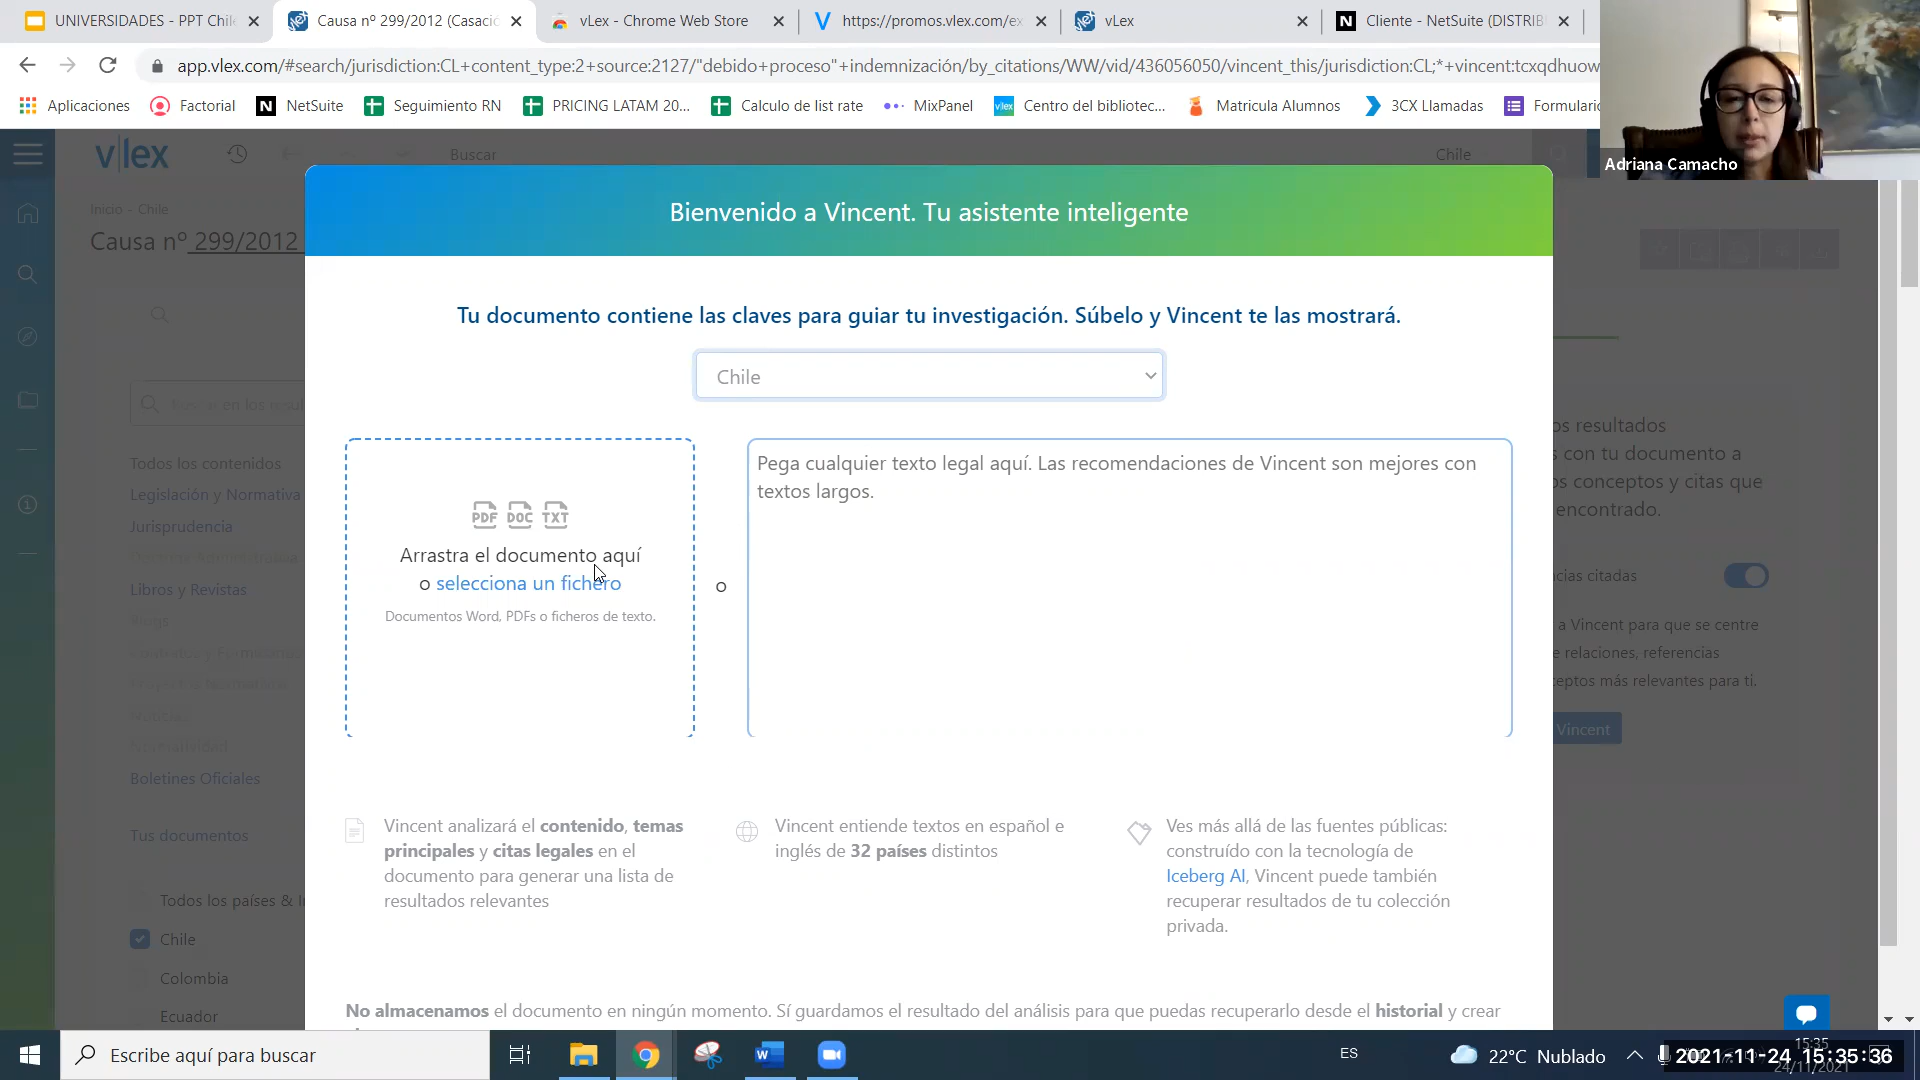 UNIVERSIDADES - PPT Chile
Causa nº 299/2012 (Casació
vLex - Chrome Web Store
https://promos.vlex.com/ex
vLex
Cliente - NetSuite (DISTRIB
app.vlex.com/#search/jurisdiction:CL+content_type:2+source:2127/"debido+proceso"+indemnización/by_citations/WW/vid/436056050/vincent_this/jurisdiction:CL;*+vincent:tcxqdhuow
Aplicaciones
Factorial
NetSuite
Seguimiento RN
PRICING LATAM 20...
Calculo de list rate
MixPanel
Centro del bibliotec...
Matricula Alumnos
3CX Llamadas
Formulario
Adriana Camacho
vlex
Buscar
Chile
Inicio - Chile
Causa nº 299/2012
Bienvenido a Vincent. Tu asistente inteligente
Tu documento contiene las claves para guiar tu investigación. Súbelo y Vincent te las mostrará.
Chile
PDF DOC TXT
Arrastra el documento aquí
o selecciona un fichero
Documentos Word, PDFs o ficheros de texto.
o
Pega cualquier texto legal aquí. Las recomendaciones de Vincent son mejores con
textos largos.
Todos los contenidos
Legislación y Normativa
Jurisprudencia
Libros y Revistas
Boletines Oficiales
Tus documentos
Todos los países & I
Chile
Colombia
Ecuador
os resultados
s con tu documento a
os conceptos y citas que
encontrado.
cias citadas
a Vincent para que se centre
e relaciones, referencias
ceptos más relevantes para ti.
Vincent
Vincent analizará el contenido, temas
principales y citas legales en el
documento para generar una lista de
resultados relevantes
Vincent entiende textos en español e
inglés de 32 países distintos
Ves más allá de las fuentes públicas:
construído con la tecnología de
Iceberg AI, Vincent puede también
recuperar resultados de tu colección
privada.
No almacenamos el documento en ningún momento. Sí guardamos el resultado del análisis para que puedas recuperarlo desde el historial y crear
Escribe aquí para buscar
ES
22°C Nublado
15:35
24/11/2021
2021-11-24 15:35:36